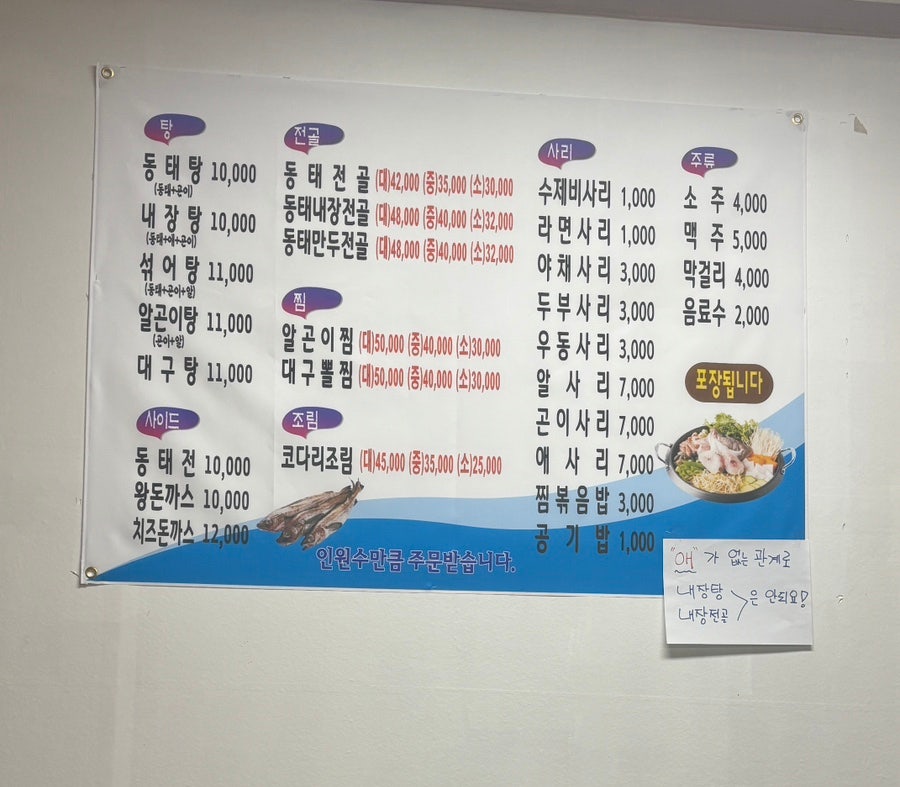 탕
동태탕 10,000
(동태+곤이)
내장탕 10,000
(동태+애+곤이)
섞어탕 11,000
(동태+곤이+알)
알곤이탕 11,000
(곤이+알)
대구탕 11,000
사이드
동태전 10,000
왕돈까스 10,000
치즈돈까스 12,000
전골
동태전골 (대)42,000 (중)35,000 (소)30,000
동태내장전골 (대)48,000 (중)40,000 (소)32,000
동태만두전골 (대)48,000 (중)40,000 (소)32,000
찜
알곤이찜 (대)50,000 (중)40,000 (소)30,000
대구뽈찜 (대)50,000 (중)40,000 (소)30,000
조림
코다리조림 (대)45,000 (중)35,000 (소)25,000
인원수만큼 주문받습니다.
사리
수제비사리 1,000
라면사리 1,000
야채사리 3,000
두부사리 3,000
우동사리 3,000
알사리 7,000
곤이사리 7,000
애사리 7,000
찜볶음밥 3,000
공기밥 1,000
주류
소주 4,000
맥주 5,000
막걸리 4,000
음료수 2,000
포장됩니다
"애"가 없는 관계로
내장탕
내장전골 은 안되요!